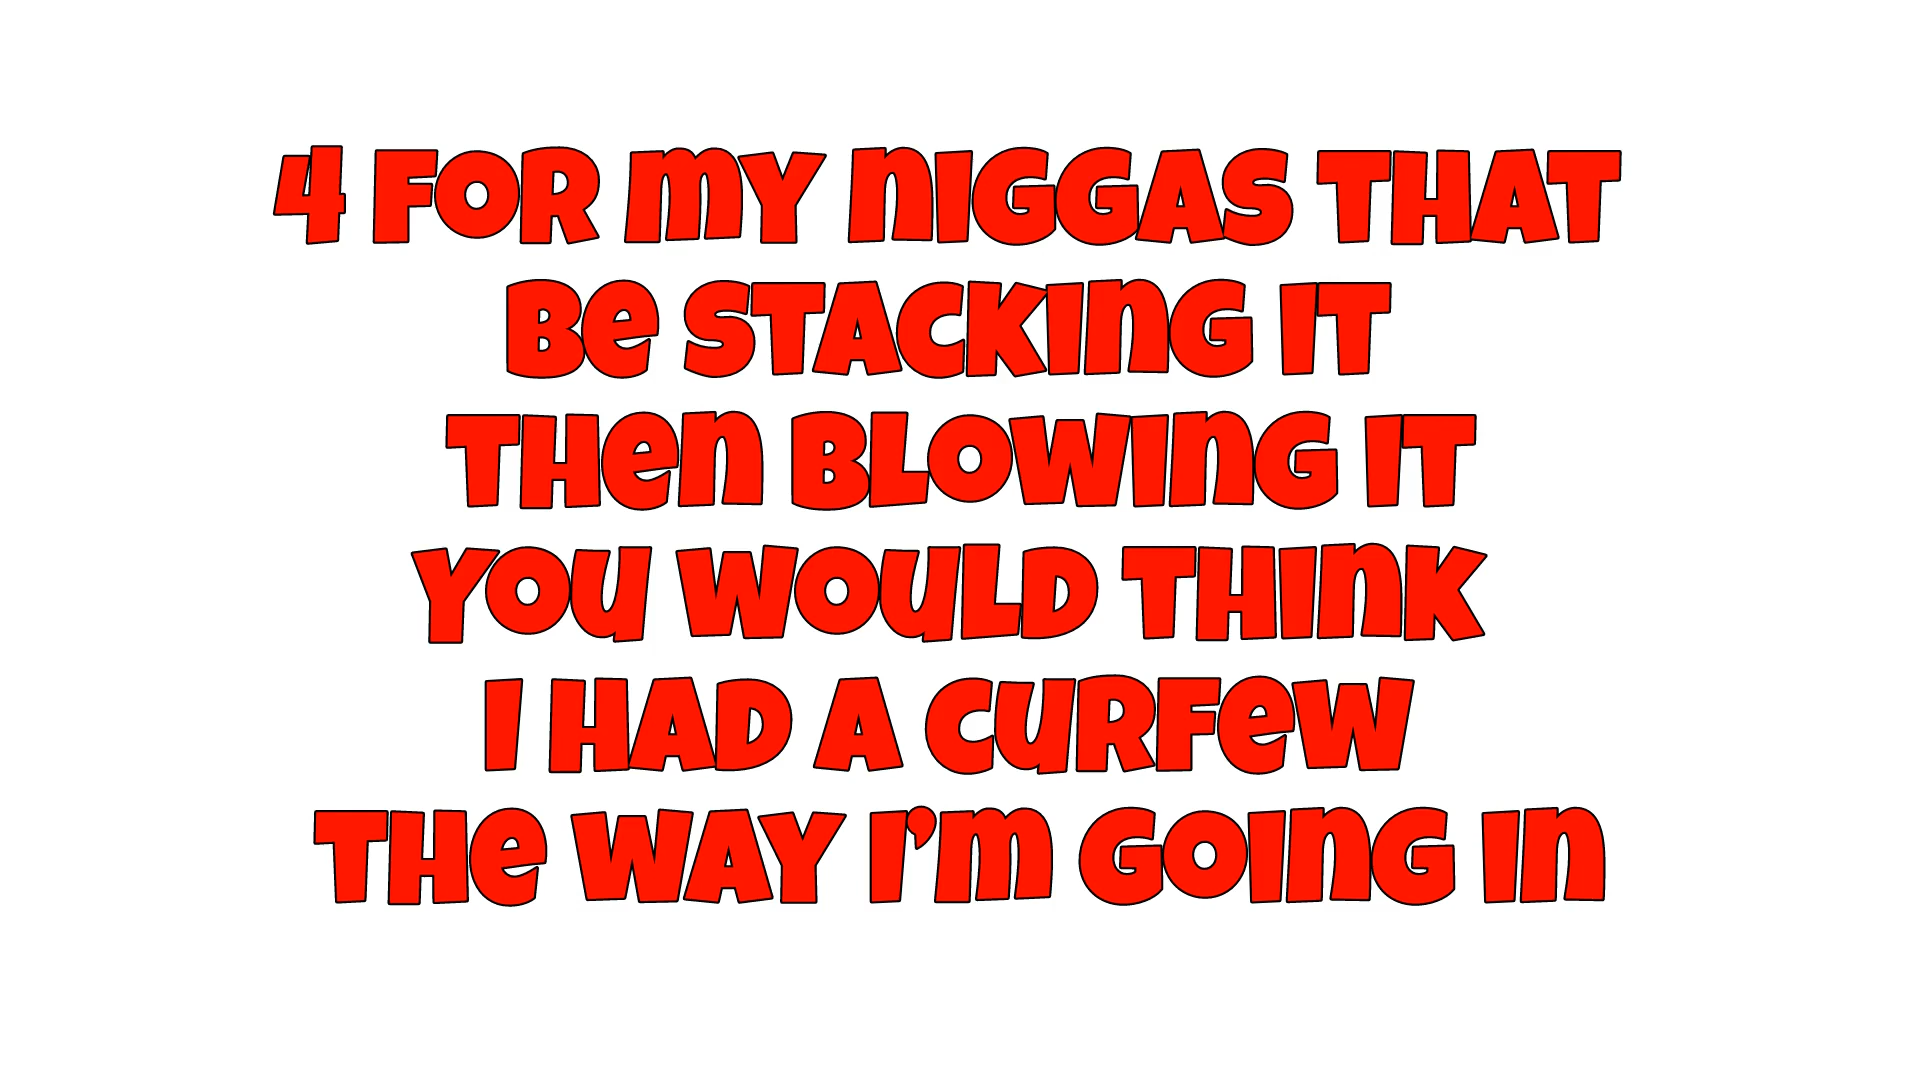 4 FOR MY NIGGAS THAT
BE STACKING IT
THEN BLOWING IT
YOU WOULD THINK
I HAD A CURFEW
THE WAY I'M GOING IN